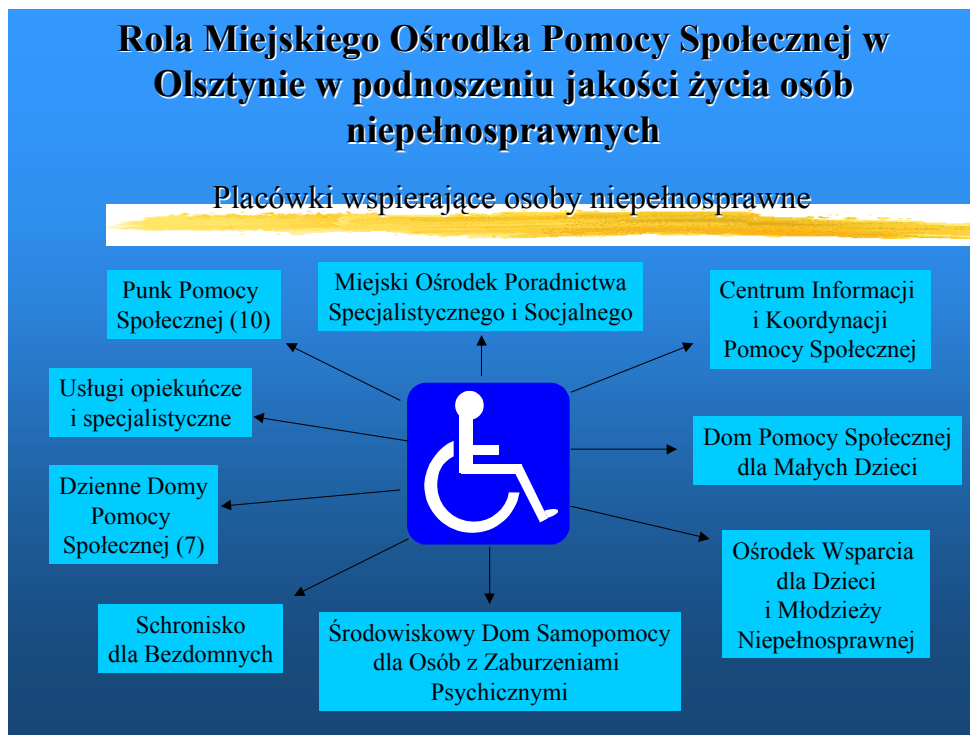 Rola Miejskiego Ośrodka Pomocy Społecznej w
Olsztynie w podnoszeniu jakości życia osób
niepełnosprawnych
Placówki wspierające osoby niepełnosprawne
Punk Pomocy
Społecznej (10)
Miejski Ośrodek Poradnictwa
Specjalistycznego i Socjalnego
Centrum Informacji
i Koordynacji
Pomocy Społecznej
Usługi opiekuńcze
i specjalistyczne
Dom Pomocy Społecznej
dla Małych Dzieci
Dzienne Domy
Pomocy
Społecznej (7)
Ośrodek Wsparcia
dla Dzieci
i Młodzieży
Niepełnosprawnej
Schronisko
dla Bezdomnych
Środowiskowy Dom Samopomocy
dla Osób z Zaburzeniami
Psychicznymi